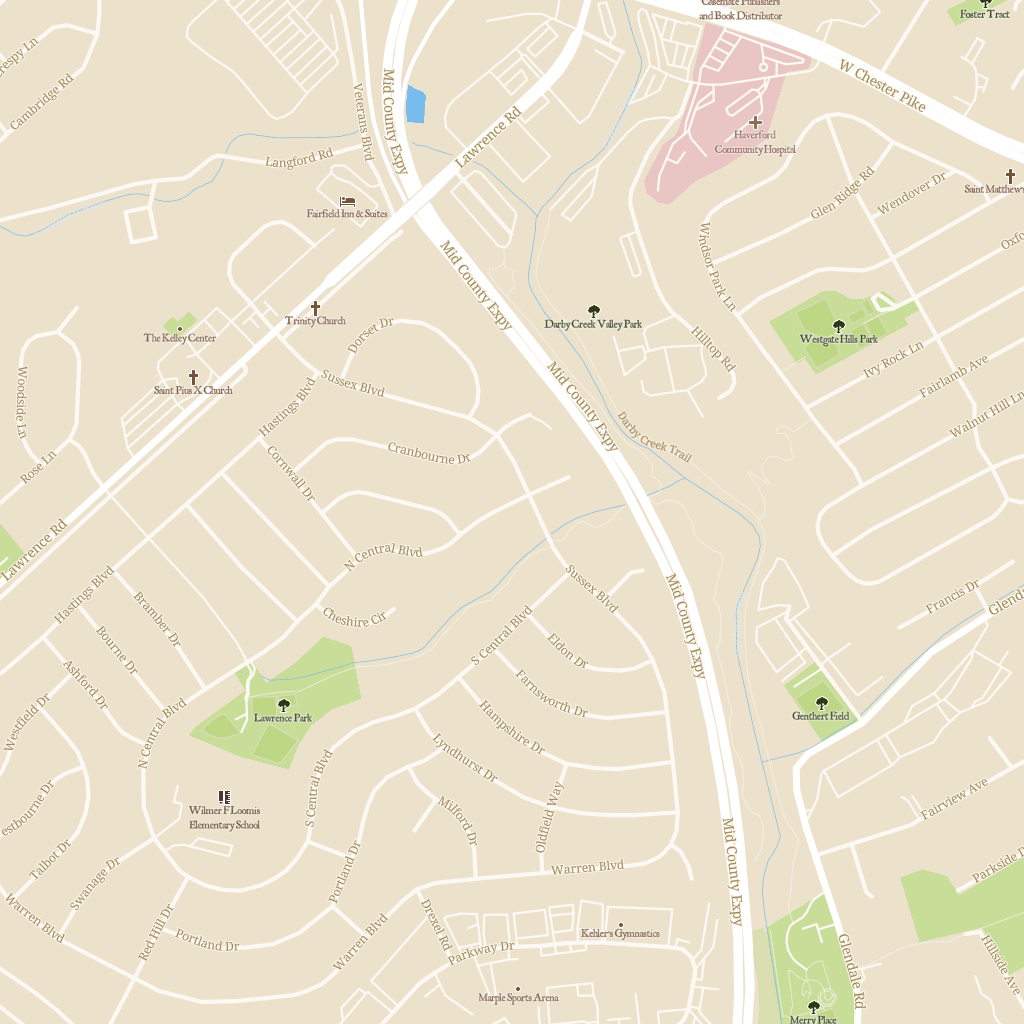 Casemate Publishers
and Book Distributor
Foster Tract
Crespy Ln
Cambridge Rd
Veterans Blvd
Mid County Expy
Lawrence Rd
W Chester Pike
Haverford
Community Hospital
Langford Rd
Fairfield Inn & Suites
Glen Ridge Rd
Wendover Dr
Saint Matthew's
Oxfo
Windsor Park Ln
Mid County Expy
Trinity Church
The Kelley Center
Dorset Dr
Darby Creek Valley Park
Hilltop Rd
Westgate Hills Park
Ivy Rock Ln
Fairlamb Ave
Walnut Hill Ln
Woodside Ln
Saint Pius X Church
Sussex Blvd
Hastings Blvd
Mid County Expy
Darby Creek Trail
Cranbourne Dr
Cornwall Dr
Rose Ln
Lawrence Rd
N Central Blvd
Hastings Blvd
Sussex Blvd
Mid County Expy
Francis Dr
Glenda
Bramber Dr
Cheshire Cir
S Central Blvd
Bourne Dr
Eldon Dr
Ashford Dr
Farnsworth Dr
Westfield Dr
N Central Blvd
Lawrence Park
Hampshire Dr
Genthert Field
Lyndhurst Dr
S Central Blvd
Wilmer F Loomis
Elementary School
Milford Dr
Oldfield Way
Fairview Ave
estbourne Dr
Talbot Dr
Swanage Dr
Portland Dr
Warren Blvd
Mid County Expy
Parkside D
Warren Blvd
Red Hill Dr
Portland Dr
Warren Blvd
Drexel Rd
Parkway Dr
Kehler's Gymnastics
Glendale Rd
Hillside Ave
Marple Sports Arena
Merry Place